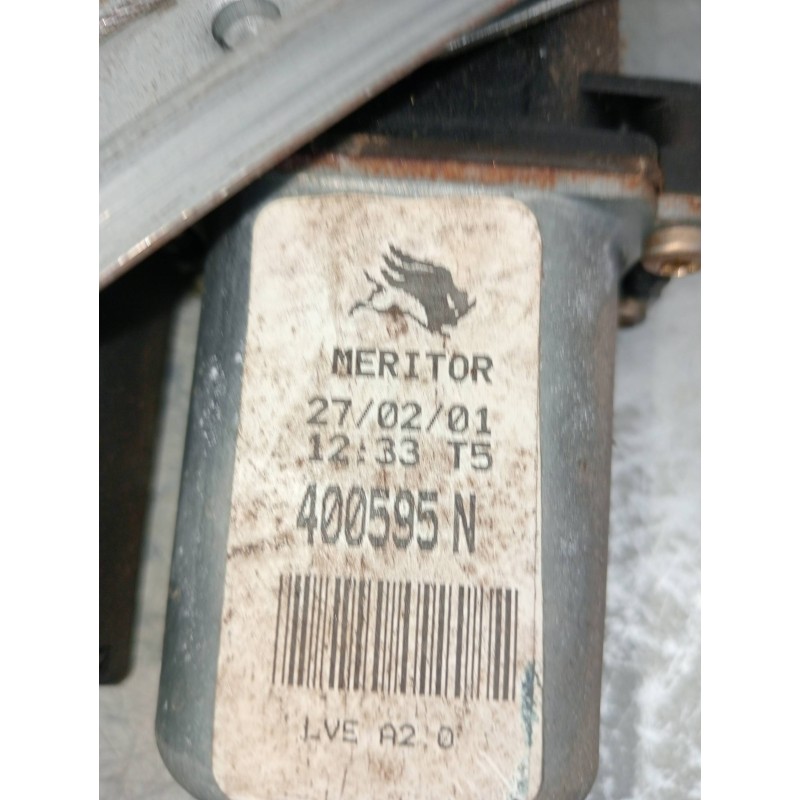 MERITOR
27/02/01
12:33 T5
400595 N
LVE A2.0